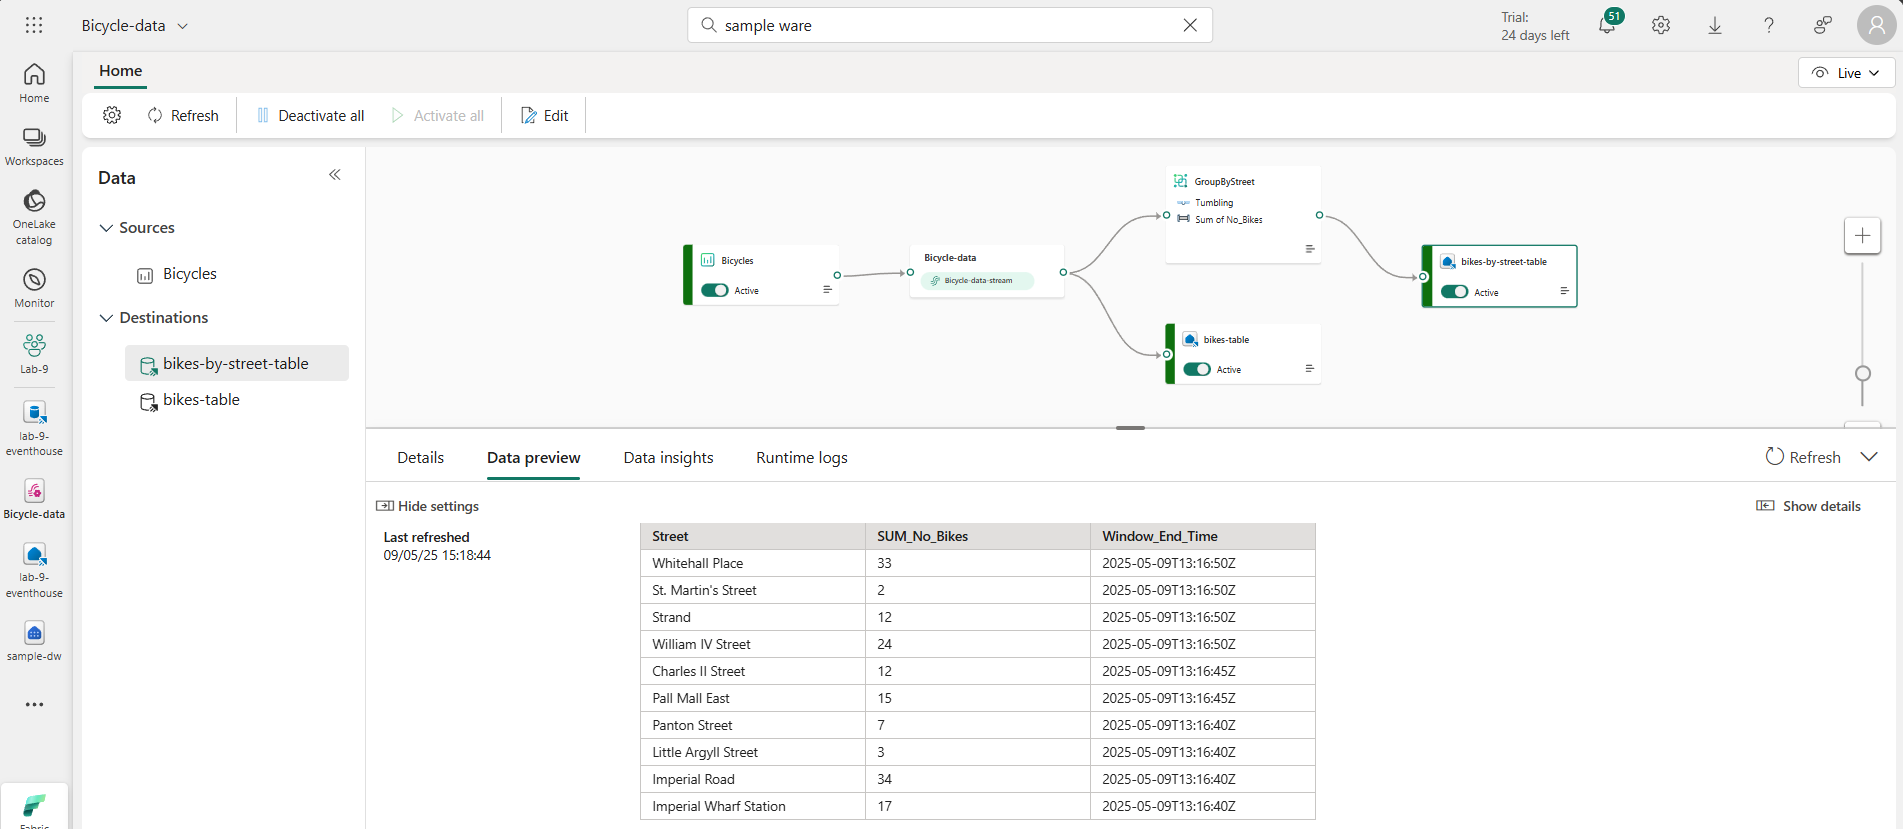 Bicycle-data
sample ware
Trial:
24 days left
51
Home
Workspaces
OneLake
catalog
Monitor
Lab-9
lab-9-
eventhouse
Bicycle-data
lab-9-
eventhouse
sample-dw
Fabric
Home
Live
Refresh
Deactivate all
Activate all
Edit
Data
Sources
Bicycles
Destinations
bikes-by-street-table
bikes-table
Bicycles
Active
Bicycle-data
Bicycle-data-stream
GroupByStreet
Tumbling
Sum of No_Bikes
bikes-by-street-table
Active
bikes-table
Active
Details Data preview Data insights Runtime logs
Refresh
Hide settings
Show details
Last refreshed
09/05/25 15:18:44
Street SUM_No_Bikes Window_End_Time
Whitehall Place 33 2025-05-09T13:16:50Z
St. Martin's Street 2 2025-05-09T13:16:50Z
Strand 12 2025-05-09T13:16:50Z
William IV Street 24 2025-05-09T13:16:50Z
Charles II Street 12 2025-05-09T13:16:45Z
Pall Mall East 15 2025-05-09T13:16:45Z
Panton Street 7 2025-05-09T13:16:40Z
Little Argyll Street 3 2025-05-09T13:16:40Z
Imperial Road 34 2025-05-09T13:16:40Z
Imperial Wharf Station 17 2025-05-09T13:16:40Z